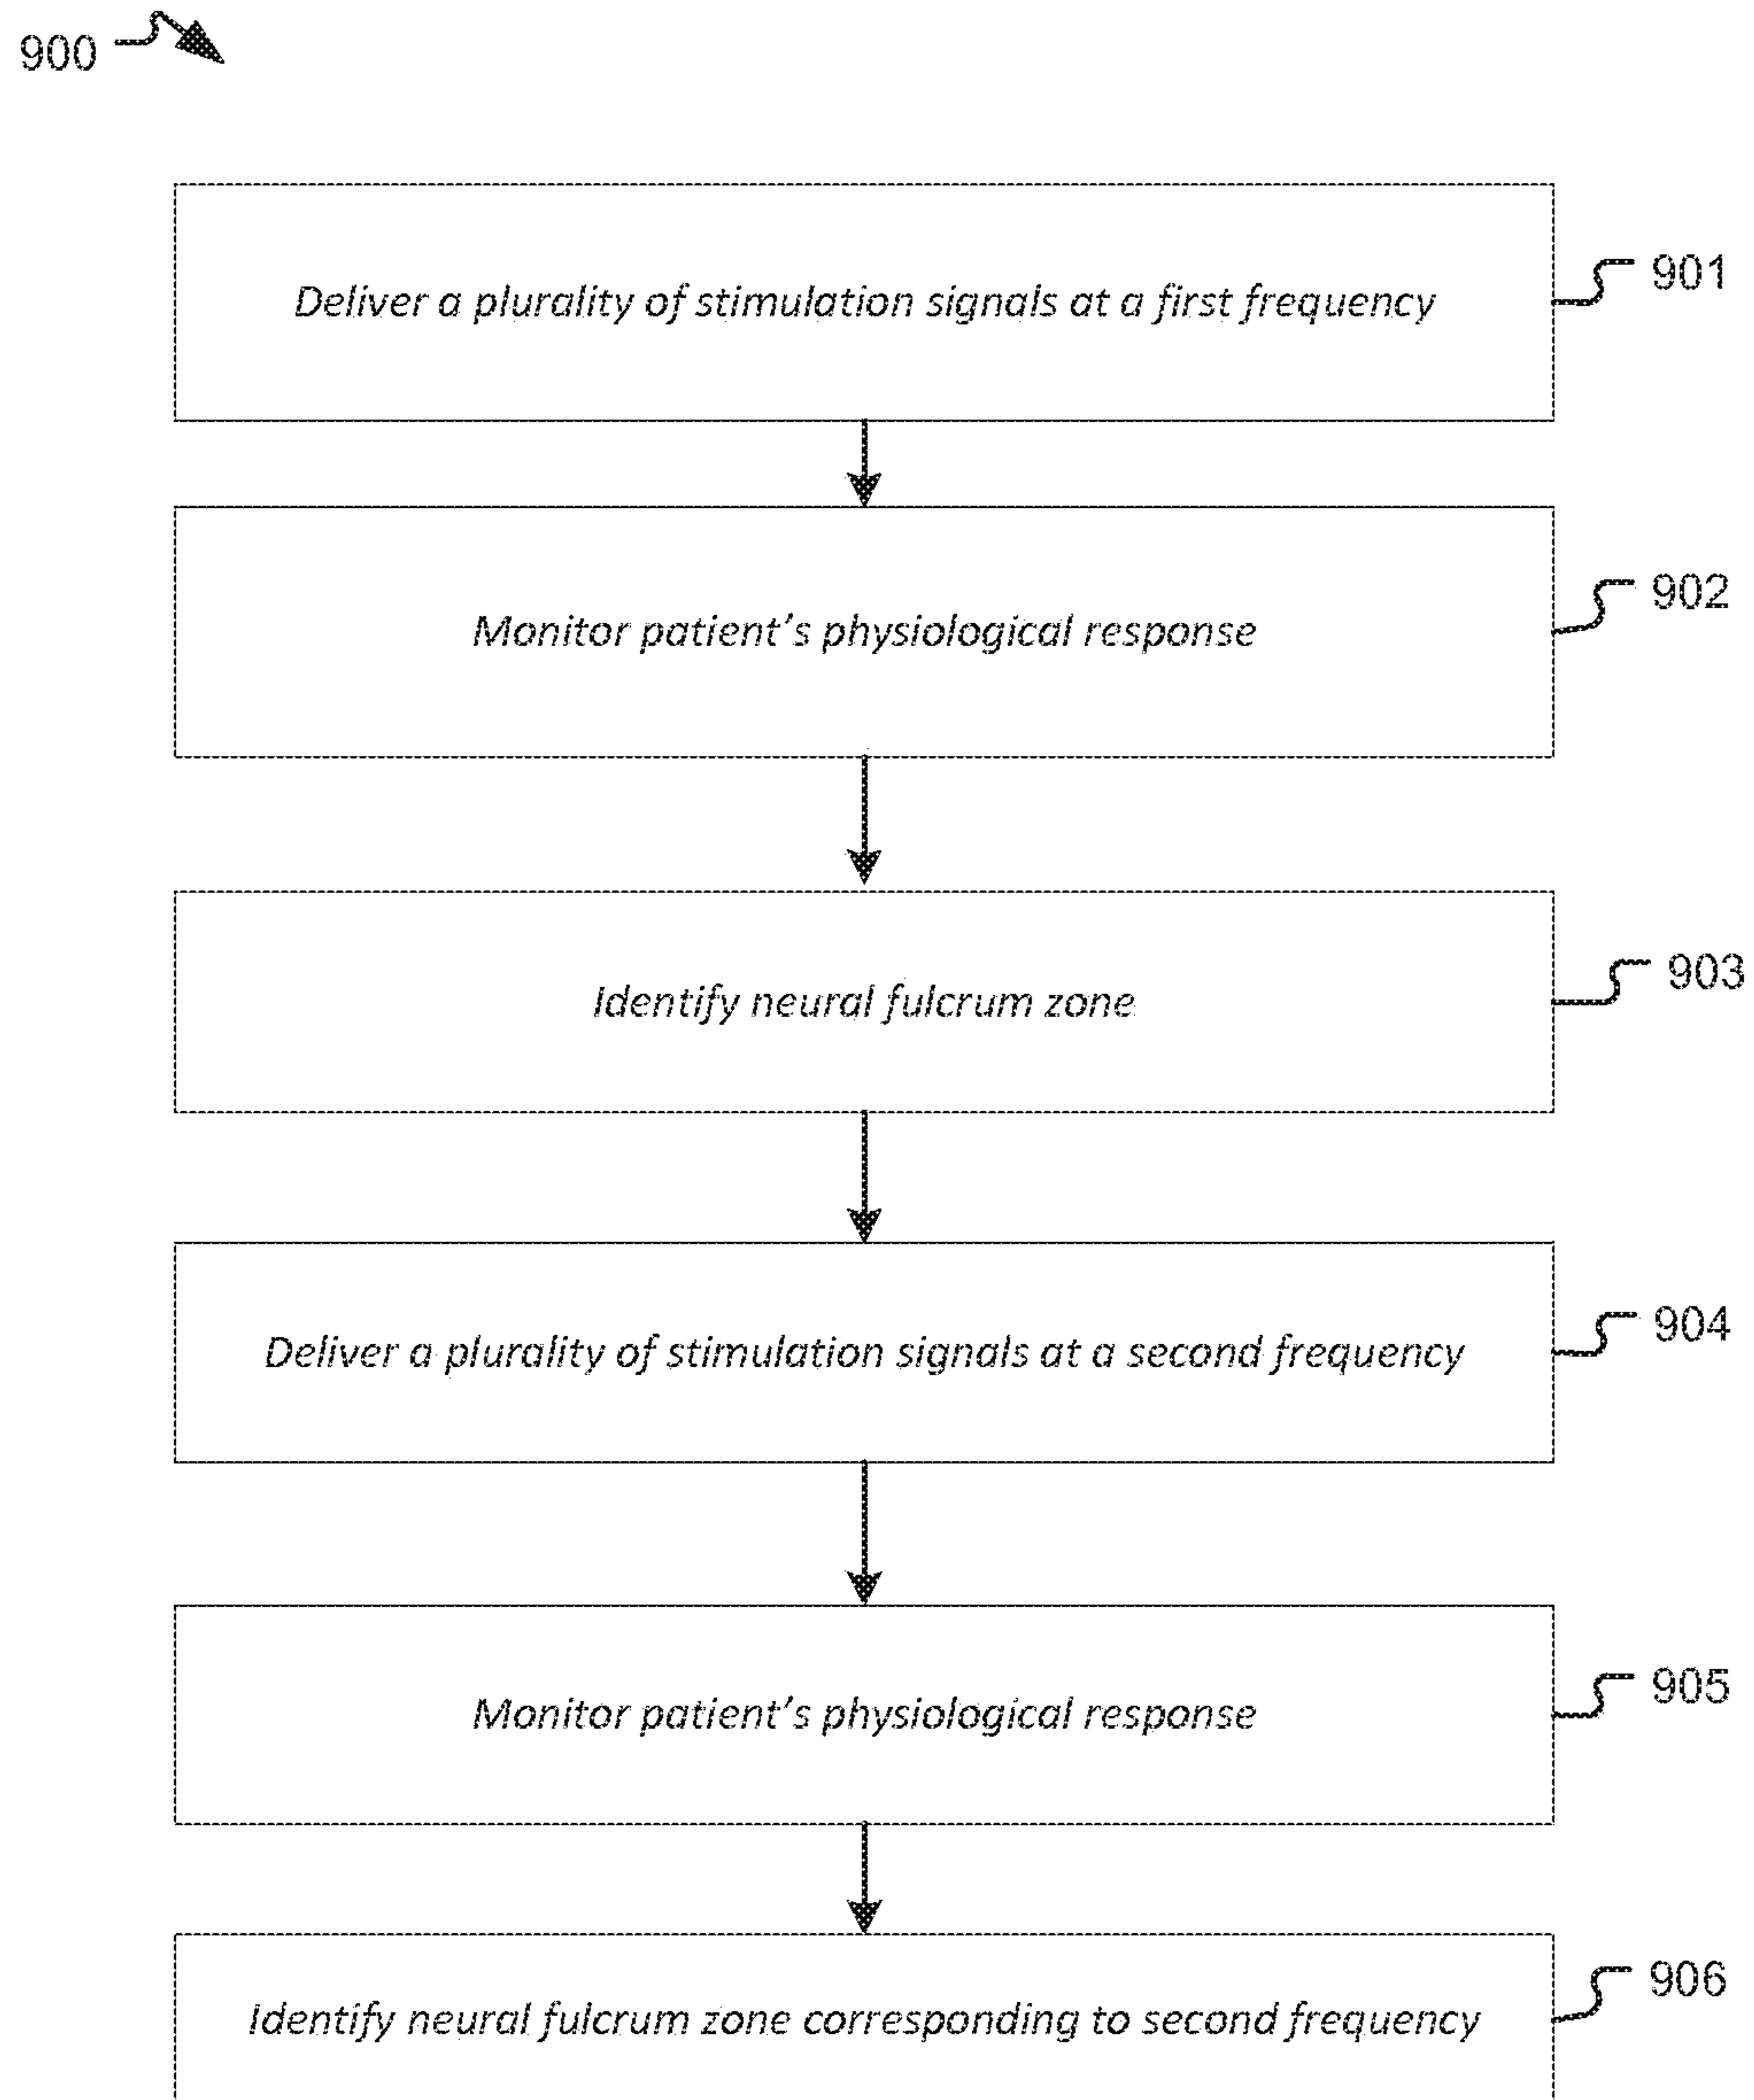 900
Deliver a plurality of stimulation signals at a first frequency
901
Monitor patient's physiological response
902
Identify neural fulcrum zone
903
Deliver a plurality of stimulation signals at a second frequency
904
Monitor patient's physiological response
905
Identify neural fulcrum zone corresponding to second frequency
906